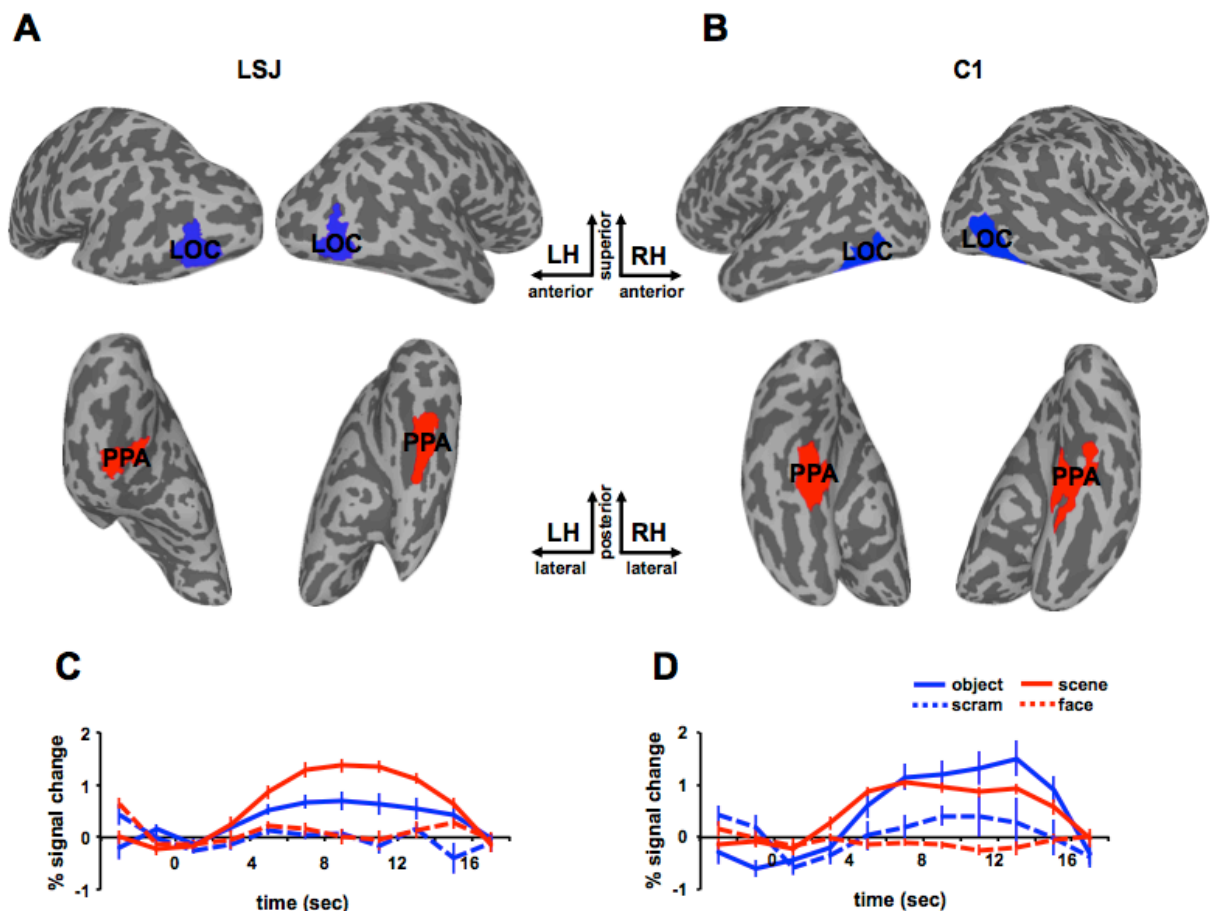 A
B
LSJ
C1
LOC
LOC
LOC
LOC
LH
superior
RH
anterior
anterior
PPA
PPA
PPA
PPA
LH
posterior
RH
lateral
lateral
C
D
object
scene
scram
face
% signal change
2
1
0
-1
0
4
8
12
16
time (sec)
% signal change
2
1
0
-1
0
4
8
12
16
time (sec)